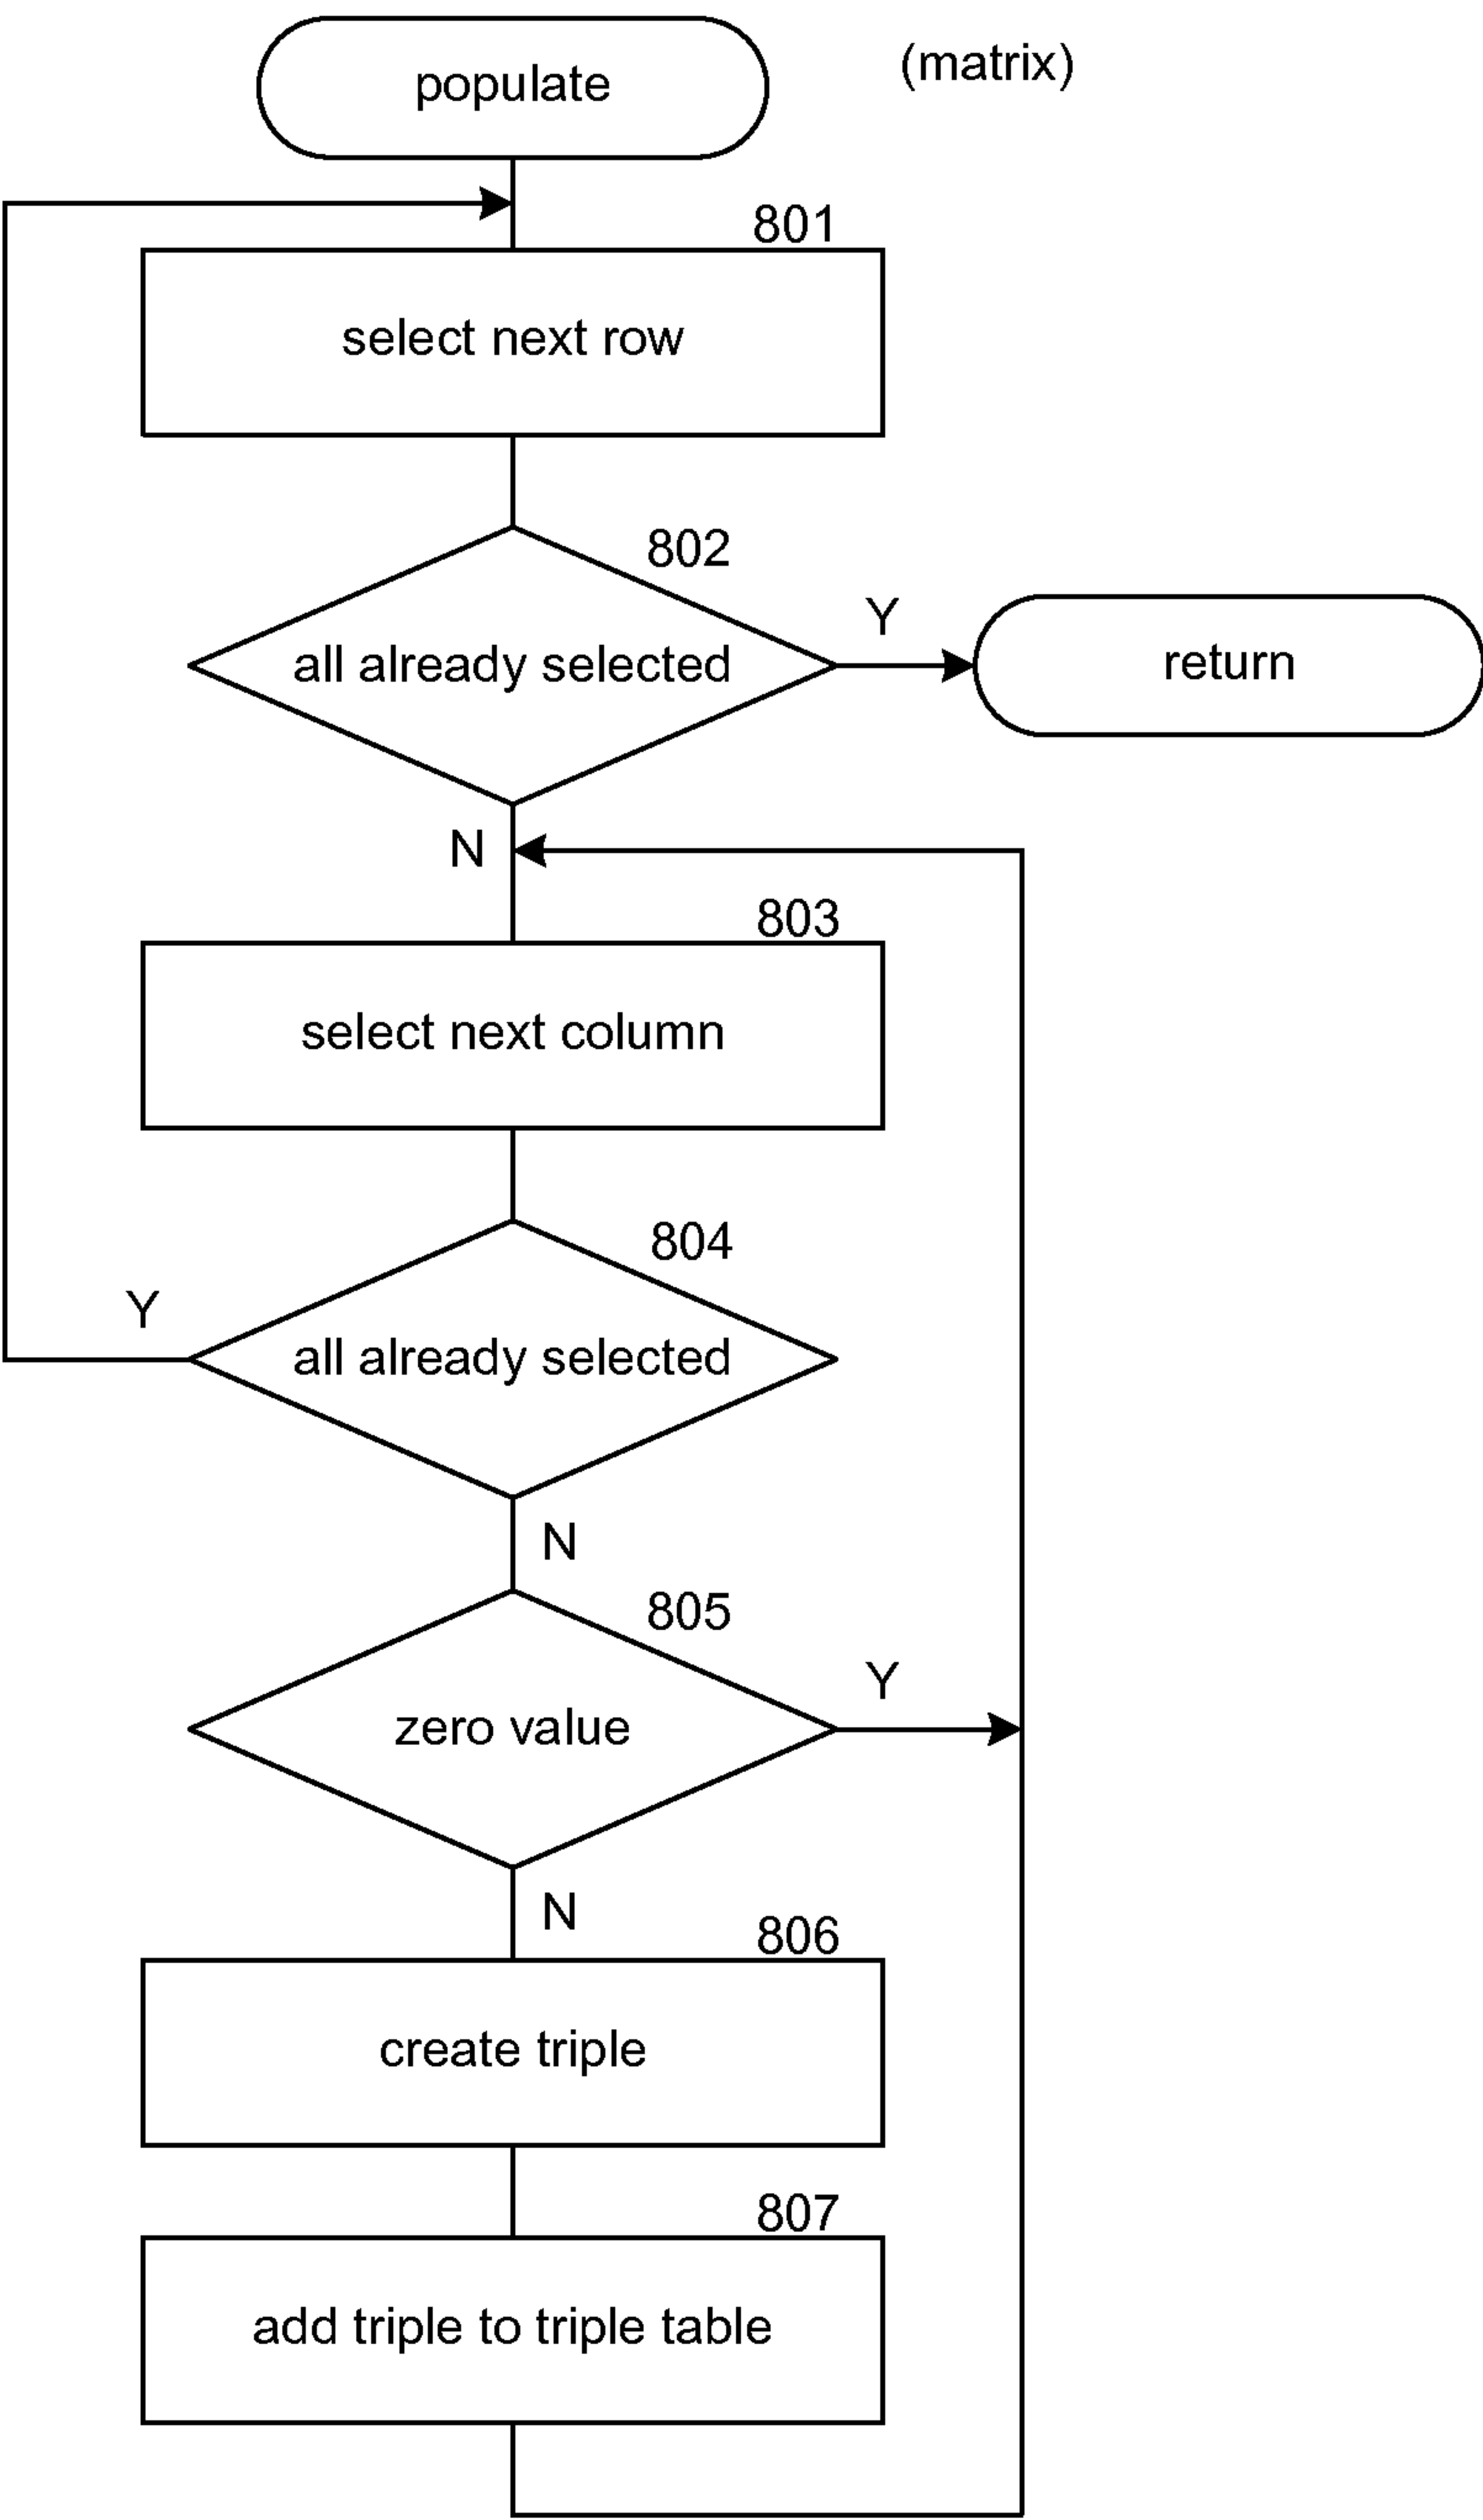 populate
(matrix)
801
select next row
802
all already selected
Y
return
N
803
select next column
804
all already selected
Y
N
805
zero value
Y
N
806
create triple
807
add triple to triple table